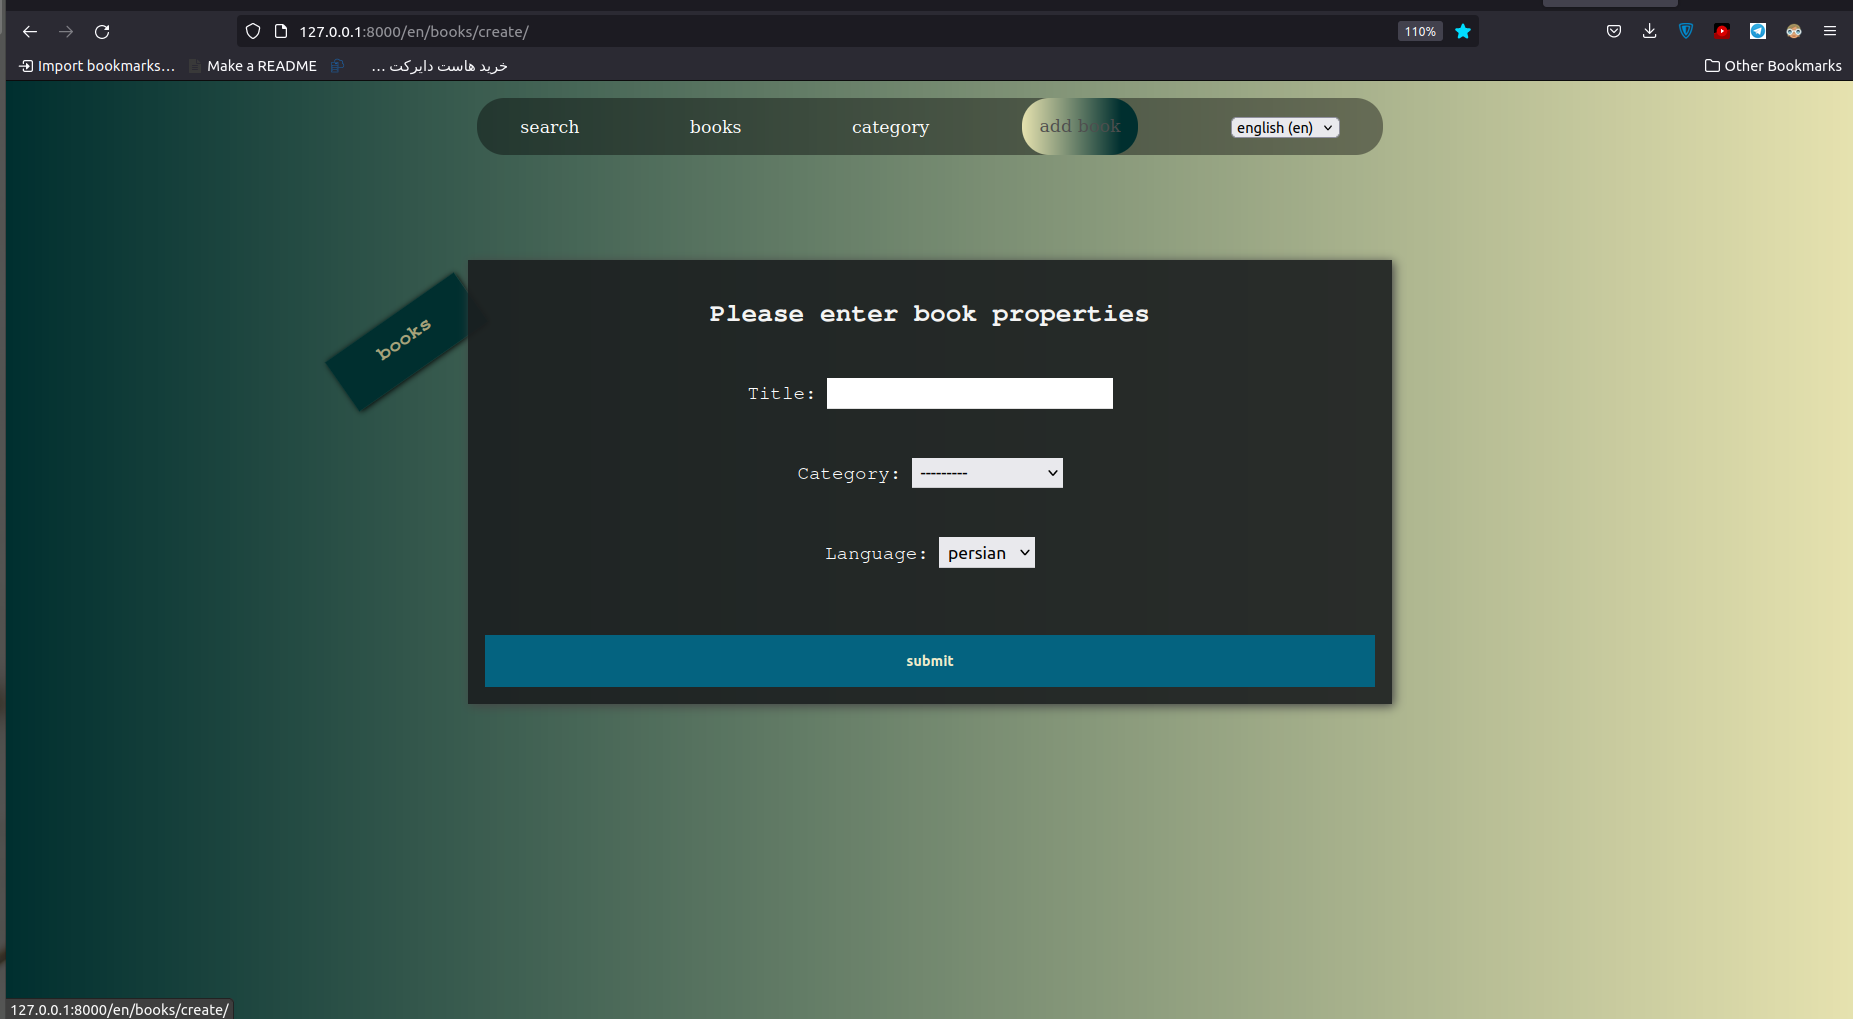 127.0.0.1:8000/en/books/create/
110%
Import bookmarks...
Make a README
خرید هاست دایرکت ...
Other Bookmarks
search
books
category
add book
english (en)
books
Please enter book properties
Title:
Category:
---------
Language:
persian
submit
127.0.0.1:8000/en/books/create/